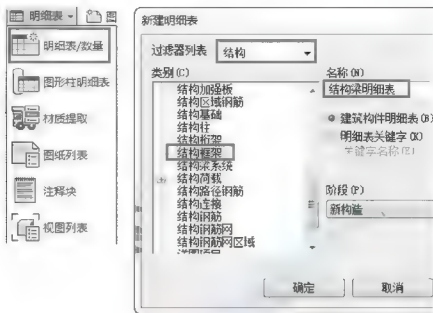 明细表
图
明细表/数量
图形柱明细表
材质提取
图纸列表
注释块
视图列表
新建明细表
过滤器列表
结构
类别(C)
结构加强板
结构区域钢筋
结构基础
结构柱
结构桁架
结构框架
结构梁系统
结构荷载
结构路径钢筋
结构连接
结构钢筋
结构钢筋网
结构钢筋网区域
名称(N)
结构梁明细表
建筑构件明细表(B)
明细表关键字(K)
关键字名称(E)
阶段(P)
新构造
确定
取消